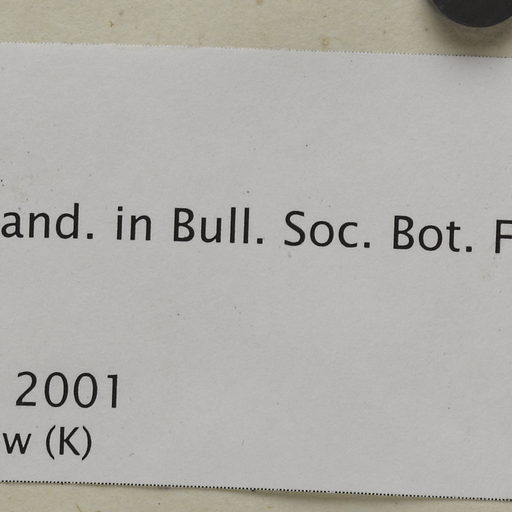 and. in Bull. Soc. Bot. F
2001
w (K)